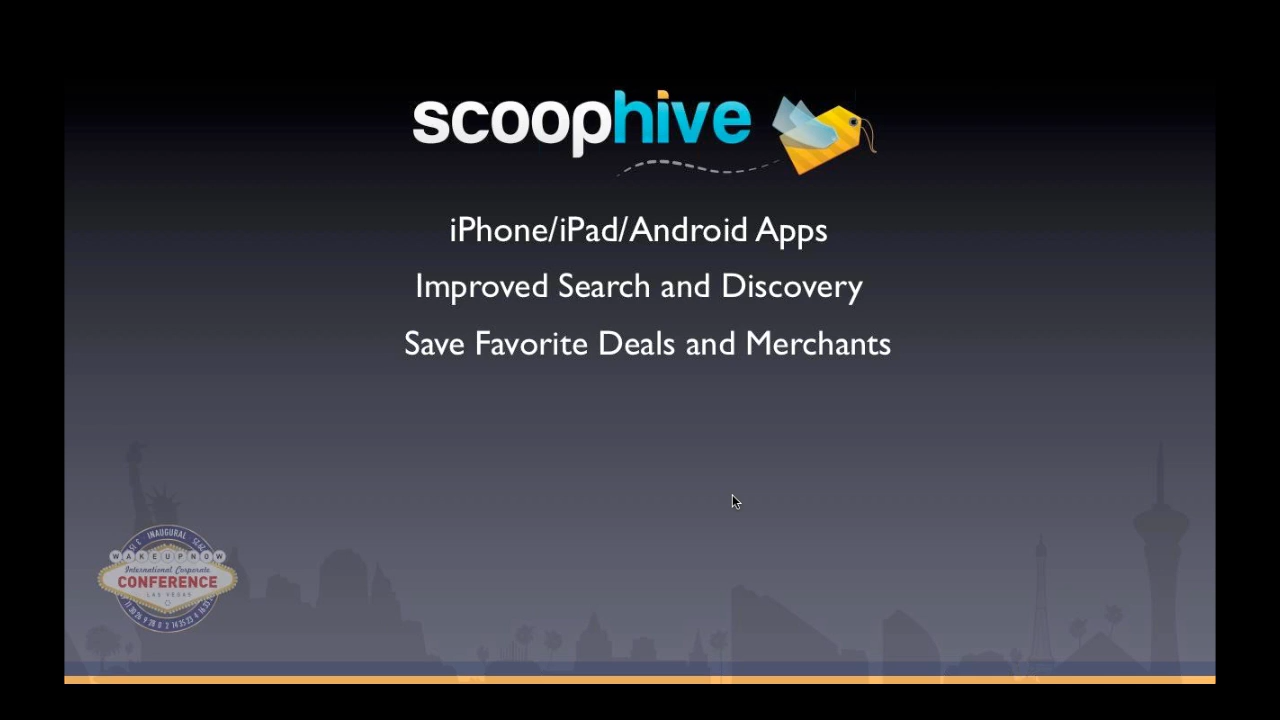 scoophive
iPhone/iPad/Android Apps
Improved Search and Discovery
Save Favorite Deals and Merchants
INAUGURAL
WAKEUPNOW
International Corporate
CONFERENCE
LAS VEGAS